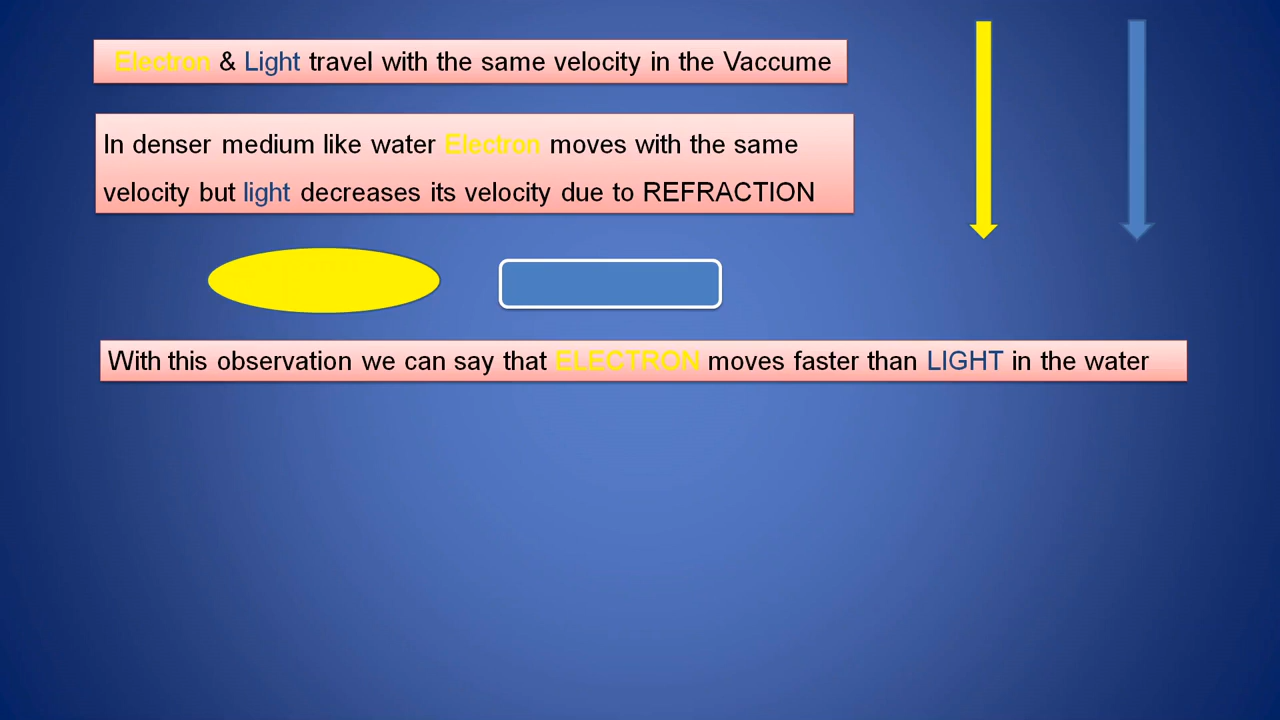 Electron & Light travel with the same velocity in the Vaccume
In denser medium like water Electron moves with the same
velocity but light decreases its velocity due to REFRACTION
With this observation we can say that ELECTRON moves faster than LIGHT in the water